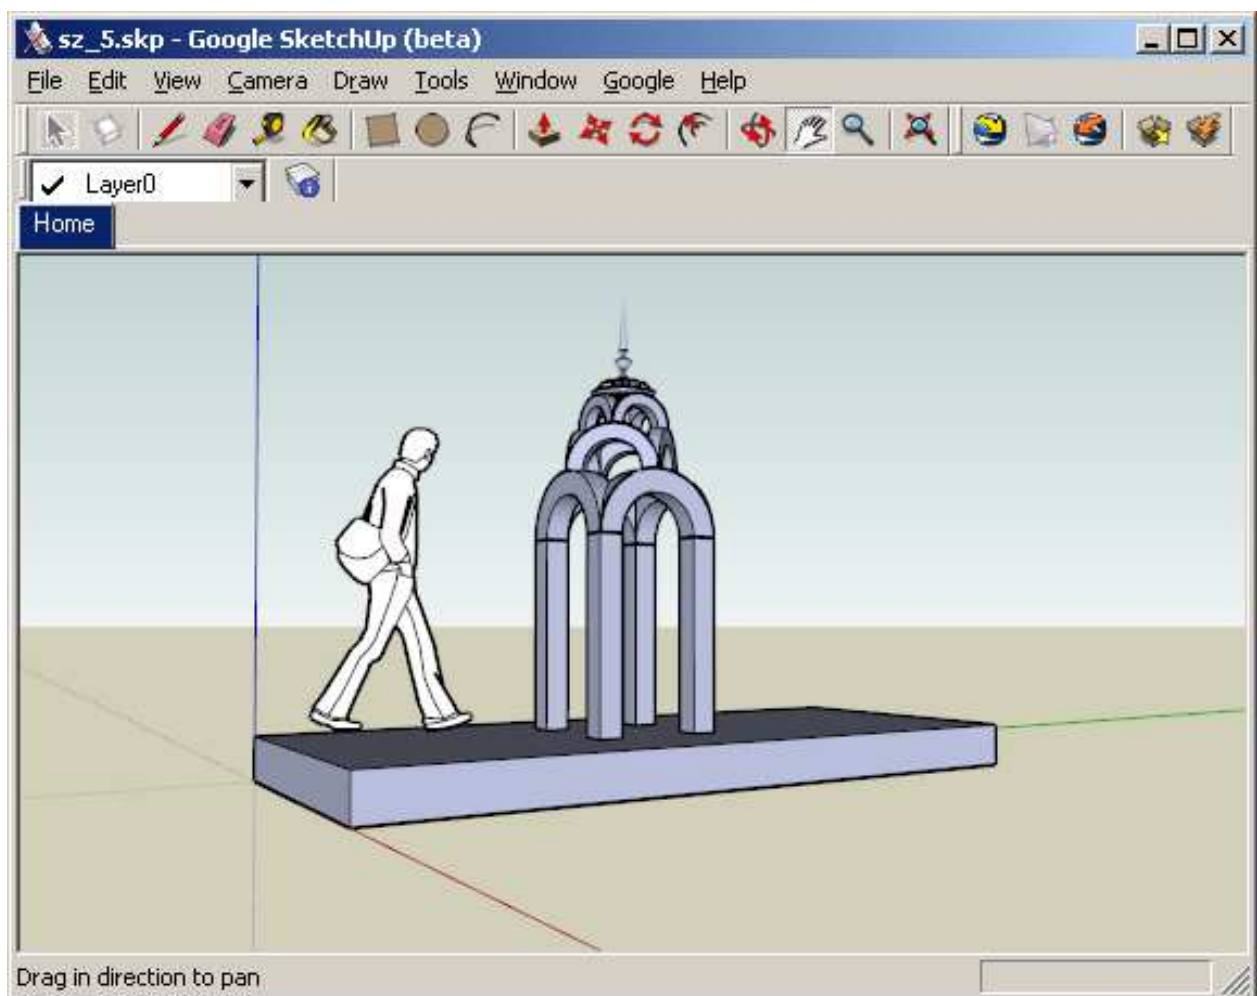 sz_5.skp - Google SketchUp (beta)
File Edit View Camera Draw Tools Window Google Help
Layer0
Home
Drag in direction to pan